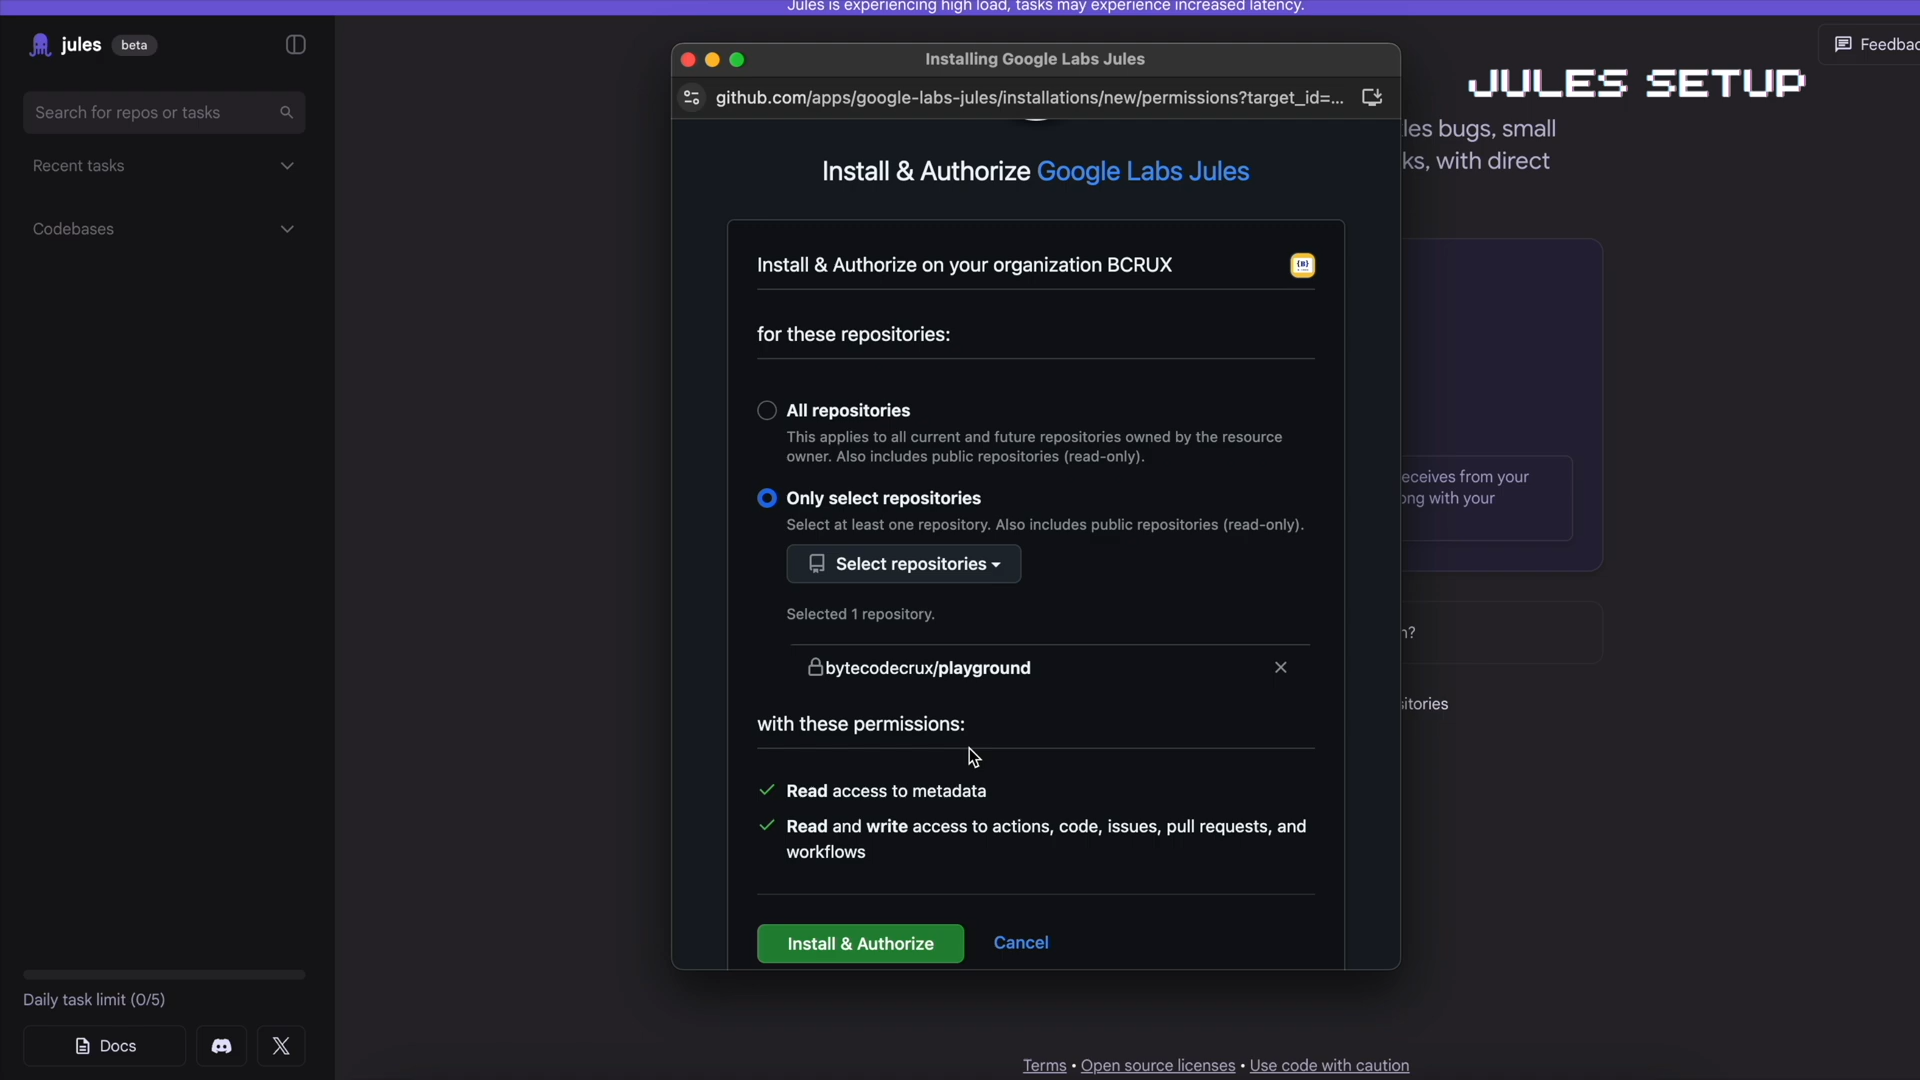 Jules is experiencing high load, tasks may experience increased latency.
jules beta
Search for repos or tasks
Recent tasks
Codebases
Daily task limit (0/5)
Docs
Installing Google Labs Jules
github.com/apps/google-labs-jules/installations/new/permissions?target_id=...
Install & Authorize Google Labs Jules
Install & Authorize on your organization BCRUX
for these repositories:
All repositories
This applies to all current and future repositories owned by the resource
owner. Also includes public repositories (read-only).
Only select repositories
Select at least one repository. Also includes public repositories (read-only).
Select repositories
Selected 1 repository.
bytecodecrux/playground
with these permissions:
Read access to metadata
Read and write access to actions, code, issues, pull requests, and
workflows
Install & Authorize
Cancel
Feedbac
JULES SETUP
les bugs, small
ks, with direct
eceives from your
ong with your
n?
sitories
Terms • Open source licenses • Use code with caution